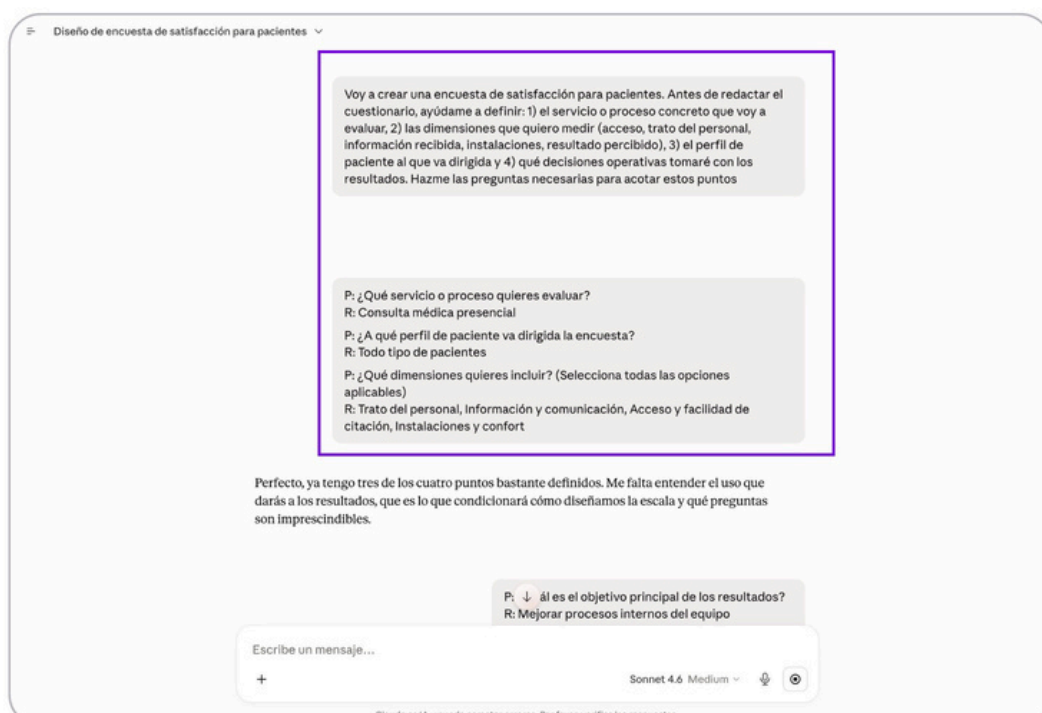 Diseño de encuesta de satisfacción para pacientes
Voy a crear una encuesta de satisfacción para pacientes. Antes de redactar el
cuestionario, ayúdame a definir: 1) el servicio o proceso concreto que voy a
evaluar, 2) las dimensiones que quiero medir (acceso, trato del personal,
información recibida, instalaciones, resultado percibido), 3) el perfil de
paciente al que va dirigida y 4) qué decisiones operativas tomaré con los
resultados. Hazme las preguntas necesarias para acotar estos puntos
P: ¿Qué servicio o proceso quieres evaluar?
R: Consulta médica presencial
P: ¿A qué perfil de paciente va dirigida la encuesta?
R: Todo tipo de pacientes
P: ¿Qué dimensiones quieres incluir? (Selecciona todas las opciones
aplicables)
R: Trato del personal, Información y comunicación, Acceso y facilidad de
citación, Instalaciones y confort
Perfecto, ya tengo tres de los cuatro puntos bastante definidos. Me falta entender el uso que
darás a los resultados, que es lo que condicionará cómo diseñamos la escala y qué preguntas
son imprescindibles.
P: ál es el objetivo principal de los resultados?
R: Mejorar procesos internos del equipo
Escribe un mensaje...
Sonnet 4.6 Medium